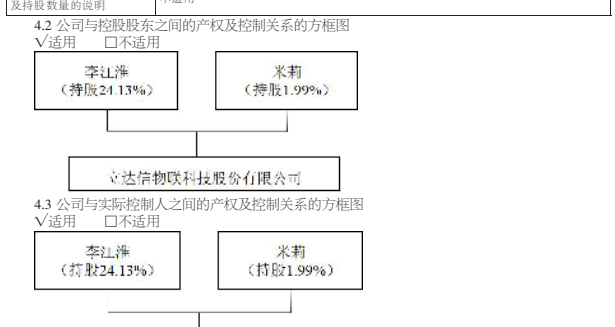 及持股数量的说明 不适用
4.2 公司与控股股东之间的产权及控制关系的方框图
√适用 □不适用
李江淮 米莉
（持股24.13%） （持股1.99%）
立达信物联科技股份有限公司
4.3 公司与实际控制人之间的产权及控制关系的方框图
√适用 □不适用
李江淮 米莉
（持股24.13%） （持股1.99%）